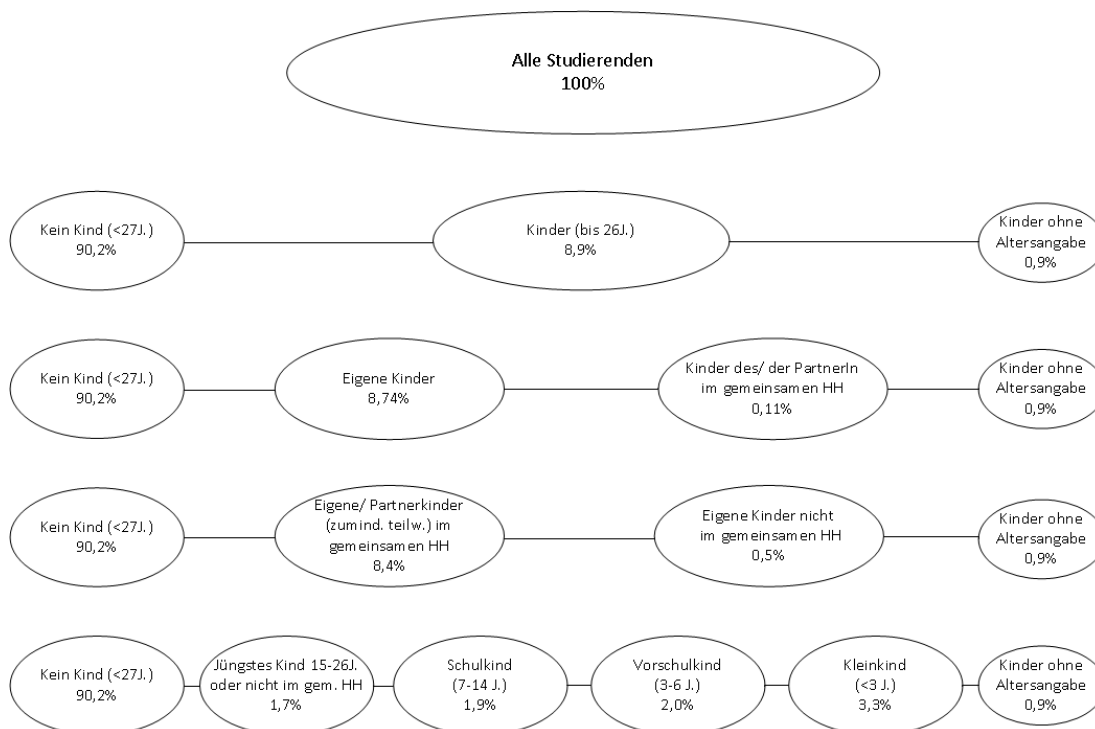 Alle Studierenden
100%
Kein Kind (<27J.)
90,2%
Kinder (bis 26J.)
8,9%
Kinder ohne
Altersangabe
0,9%
Kein Kind (<27J.)
90,2%
Eigene Kinder
8,74%
Kinder des/ der PartnerIn
im gemeinsamen HH
0,11%
Kinder ohne
Altersangabe
0,9%
Kein Kind (<27J.)
90,2%
Eigene/ Partnerkinder
(zumind. teilw.) im
gemeinsamen HH
8,4%
Eigene Kinder nicht
im gemeinsamen HH
0,5%
Kinder ohne
Altersangabe
0,9%
Kein Kind (<27J.)
90,2%
Jüngstes Kind 15-26J.
oder nicht im gem. HH
1,7%
Schulkind
(7-14 J.)
1,9%
Vorschulkind
(3-6 J.)
2,0%
Kleinkind
(<3 J.)
3,3%
Kinder ohne
Altersangabe
0,9%